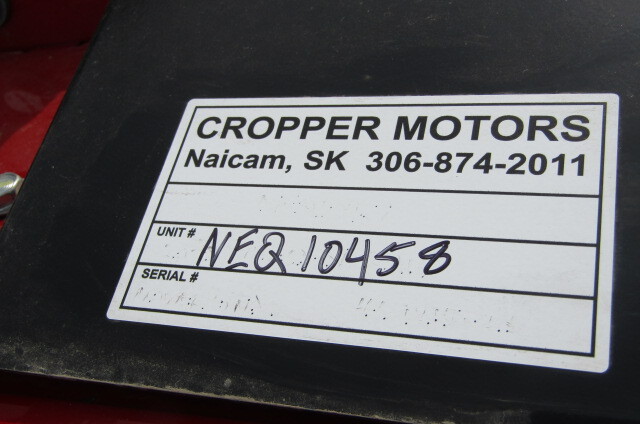 CROPPER MOTORS
Naicam, SK 306-874-2011
UNIT # NEQ10458
SERIAL #